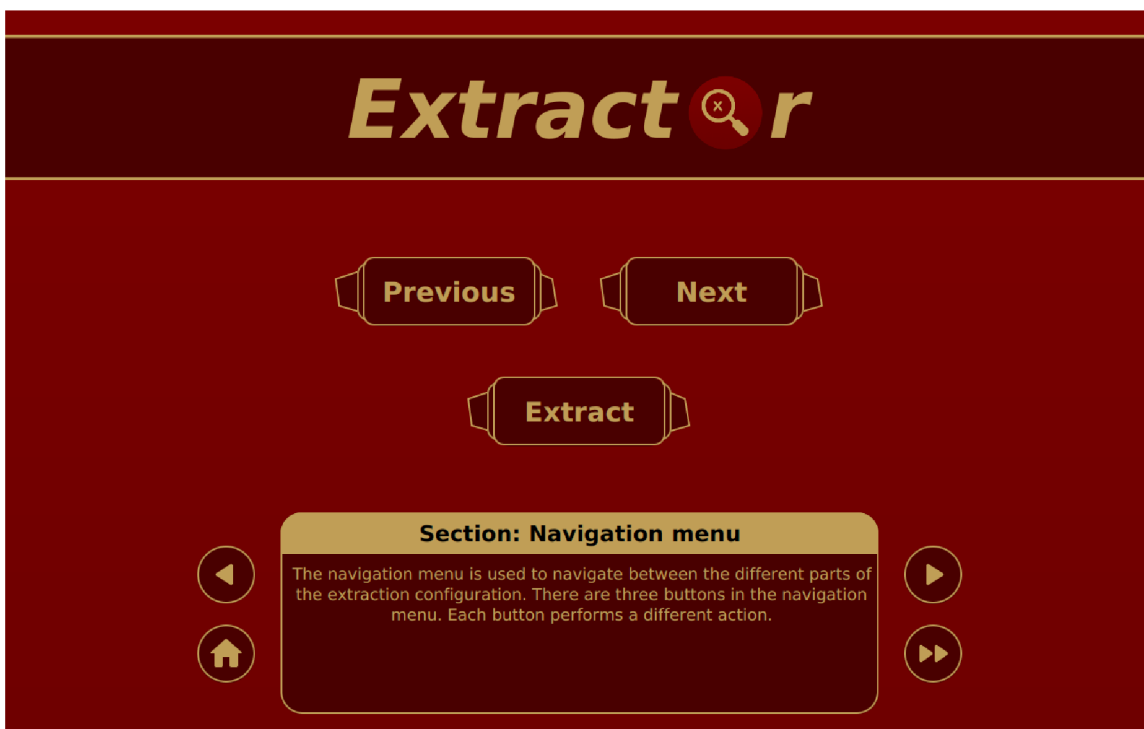 Extractor
Previous
Next
Extract
Section: Navigation menu
The navigation menu is used to navigate between the different parts of
the extraction configuration. There are three buttons in the navigation
menu. Each button performs a different action.